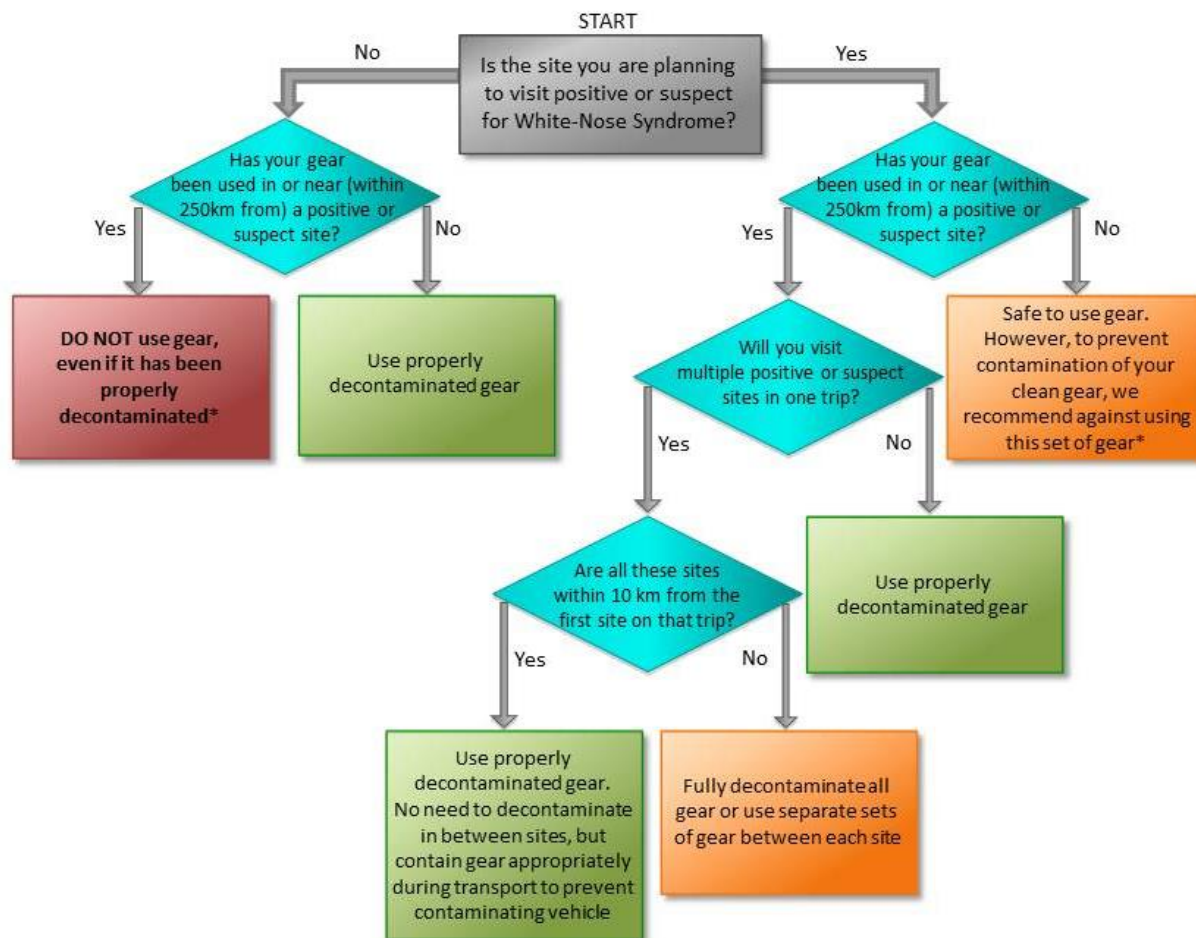 START
No
Is the site you are planning
to visit positive or suspect
for White-Nose Syndrome?
Yes
Has your gear
been used in or near (within
250km from) a positive or
suspect site?
Has your gear
been used in or near (within
250km from) a positive or
suspect site?
Yes
No
Yes
No
DO NOT use gear,
even if it has been
properly
decontaminated*
Use properly
decontaminated gear
Will you visit
multiple positive or suspect
sites in one trip?
Safe to use gear.
However, to prevent
contamination of your
clean gear, we
recommend against using
this set of gear*
Yes
No
Are all these sites
within 10 km from the
first site on that trip?
Use properly
decontaminated gear
Yes
No
Use properly
decontaminated gear.
No need to decontaminate
in between sites, but
contain gear appropriately
during transport to prevent
contaminating vehicle
Fully decontaminate all
gear or use separate sets
of gear between each site